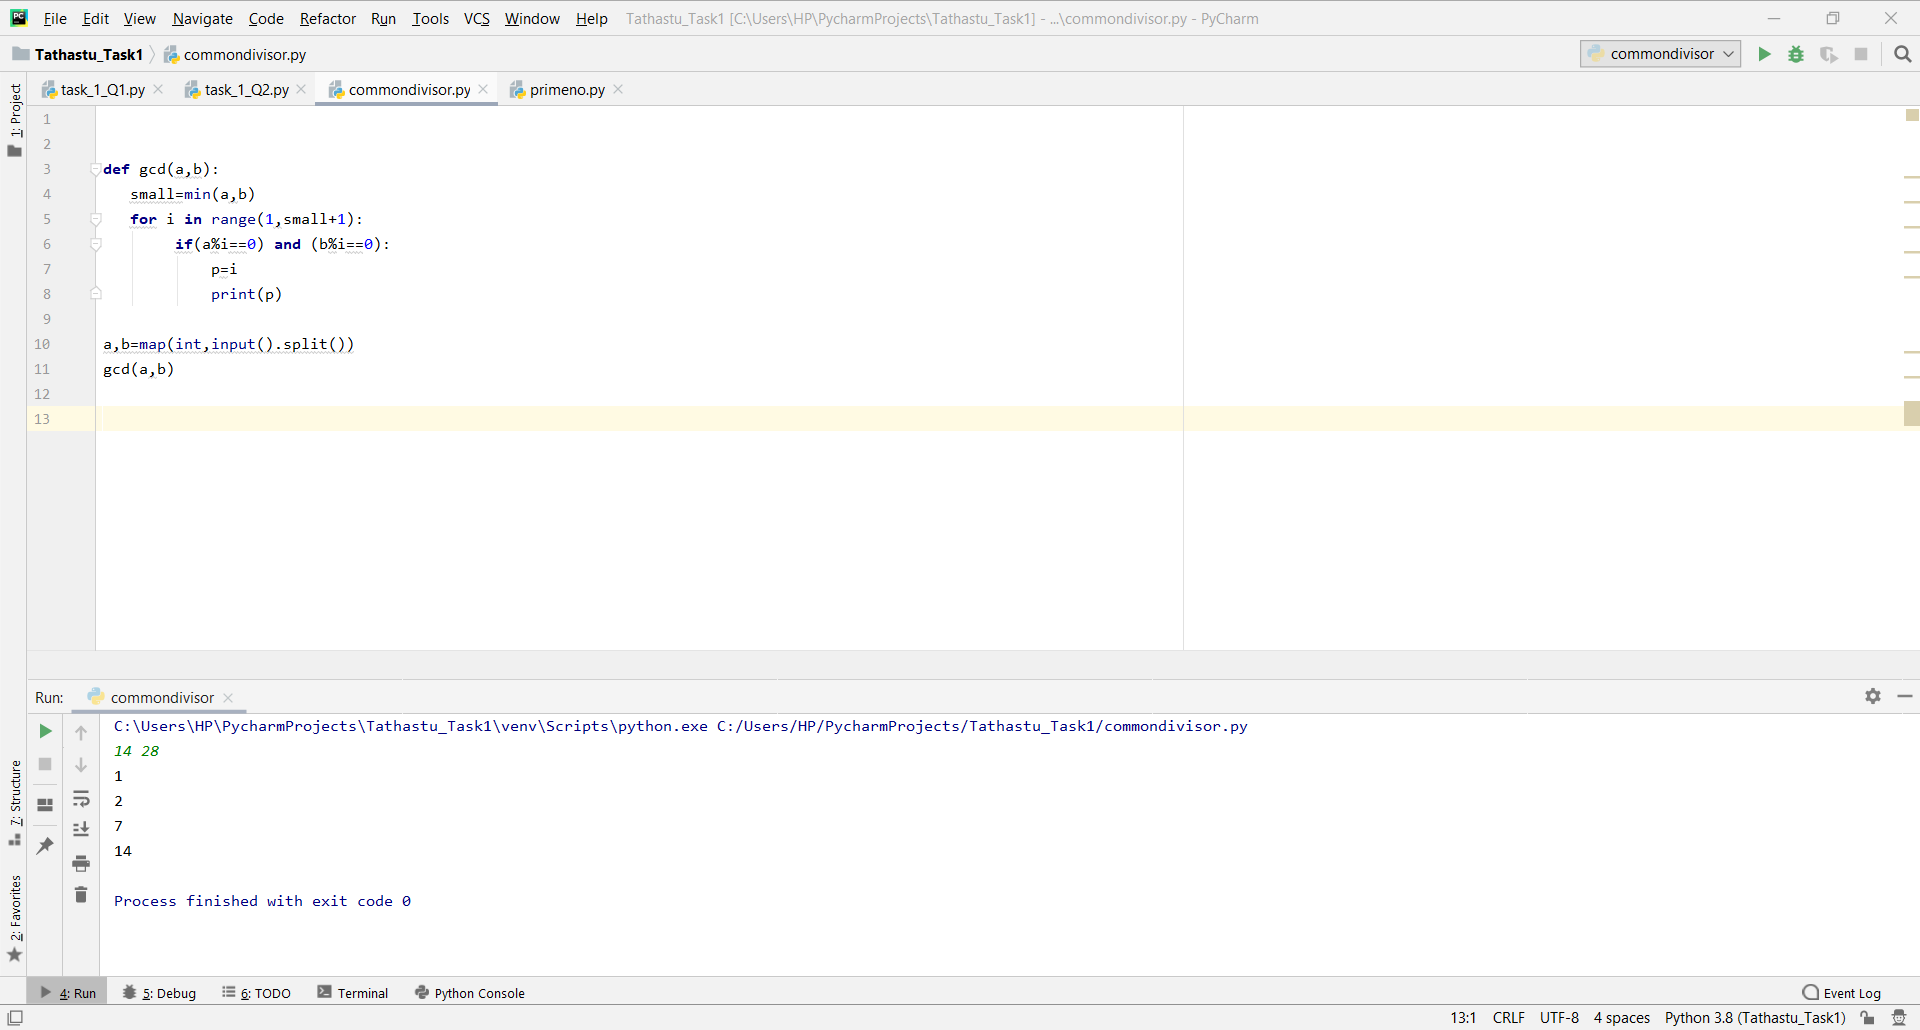 File Edit View Navigate Code Refactor Run Tools VCS Window Help Tathastu_Task1 [C:\Users\HP\PycharmProjects\Tathastu_Task1] - ...\commondivisor.py - PyCharm
Tathastu_Task1 commondivisor.py commondivisor
task_1_Q1.py task_1_Q2.py commondivisor.py primeno.py
1: Project
1
2
3 def gcd(a,b):
4 small=min(a,b)
5 for i in range(1,small+1):
6 if(a%i==0) and (b%i==0):
7 p=i
8 print(p)
9
10 a,b=map(int,input().split())
11 gcd(a,b)
12
13
Run: commondivisor
C:\Users\HP\PycharmProjects\Tathastu_Task1\venv\Scripts\python.exe C:/Users/HP/PycharmProjects/Tathastu_Task1/commondivisor.py
14 28
1
2
7
14
Process finished with exit code 0
7: Structure
2: Favorites
4: Run 5: Debug 6: TODO Terminal Python Console Event Log
13:1 CRLF UTF-8 4 spaces Python 3.8 (Tathastu_Task1)